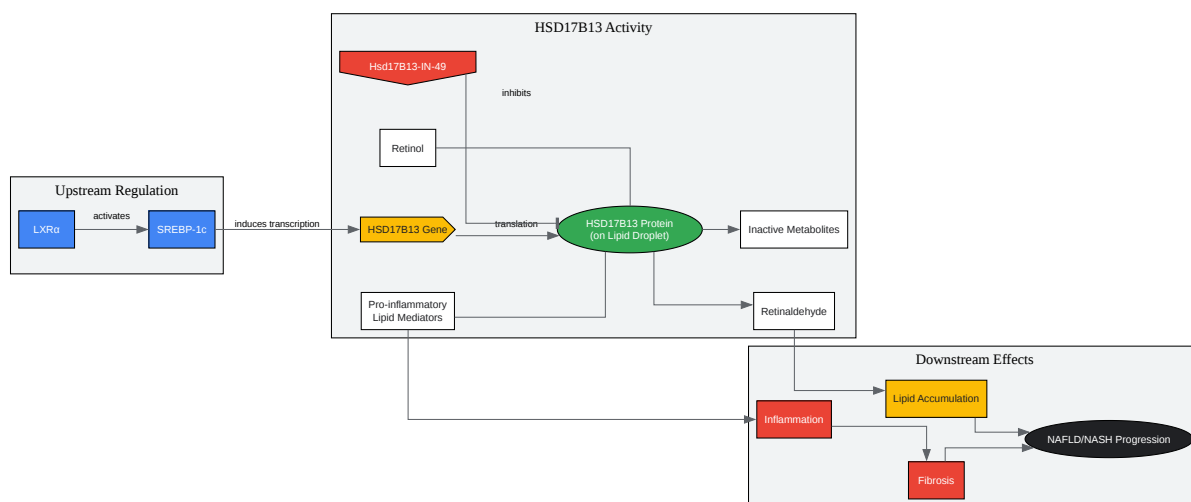 HSD17B13 Activity
Hsd17B13-IN-49
inhibits
Retinol
Upstream Regulation
LXRα
activates
SREBP-1c
induces transcription
HSD17B13 Gene
translation
HSD17B13 Protein
(on Lipid Droplet)
Inactive Metabolites
Pro-inflammatory
Lipid Mediators
Retinaldehyde
Downstream Effects
Lipid Accumulation
Inflammation
NAFLD/NASH Progression
Fibrosis